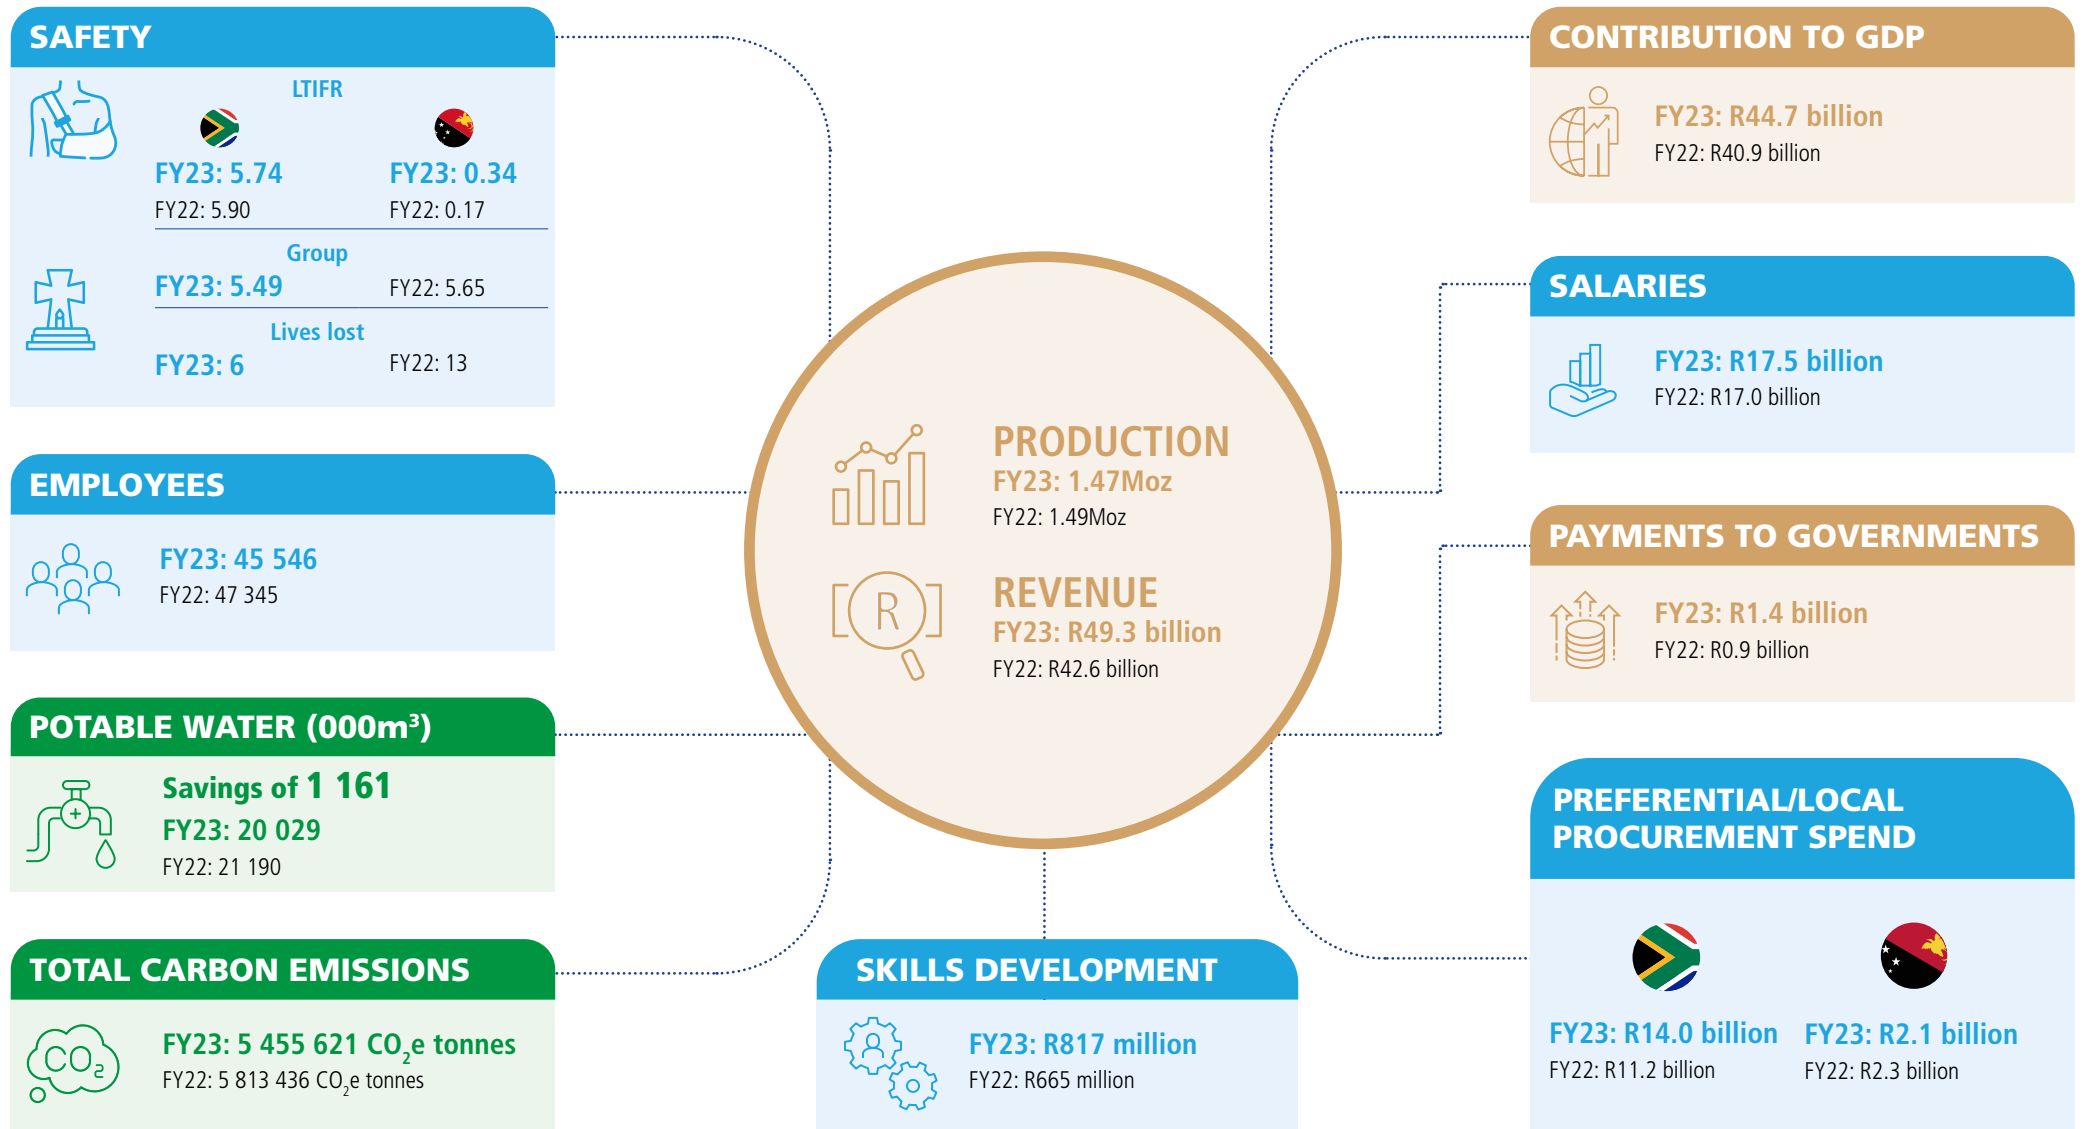 SAFETY
LTIFR
FY23: 5.74
FY22: 5.90
FY23: 0.34
FY22: 0.17
Group
FY23: 5.49
FY22: 5.65
Lives lost
FY23: 6
FY22: 13
EMPLOYEES
FY23: 45 546
FY22: 47 345
POTABLE WATER (000m³)
Savings of 1 161
FY23: 20 029
FY22: 21 190
TOTAL CARBON EMISSIONS
CO₂
FY23: 5 455 621 CO₂e tonnes
FY22: 5 813 436 CO₂e tonnes
PRODUCTION
FY23: 1.47Moz
FY22: 1.49Moz
R
REVENUE
FY23: R49.3 billion
FY22: R42.6 billion
SKILLS DEVELOPMENT
FY23: R817 million
FY22: R665 million
CONTRIBUTION TO GDP
FY23: R44.7 billion
FY22: R40.9 billion
SALARIES
FY23: R17.5 billion
FY22: R17.0 billion
PAYMENTS TO GOVERNMENTS
FY23: R1.4 billion
FY22: R0.9 billion
PREFERENTIAL/LOCAL
PROCUREMENT SPEND
FY23: R14.0 billion
FY22: R11.2 billion
FY23: R2.1 billion
FY22: R2.3 billion